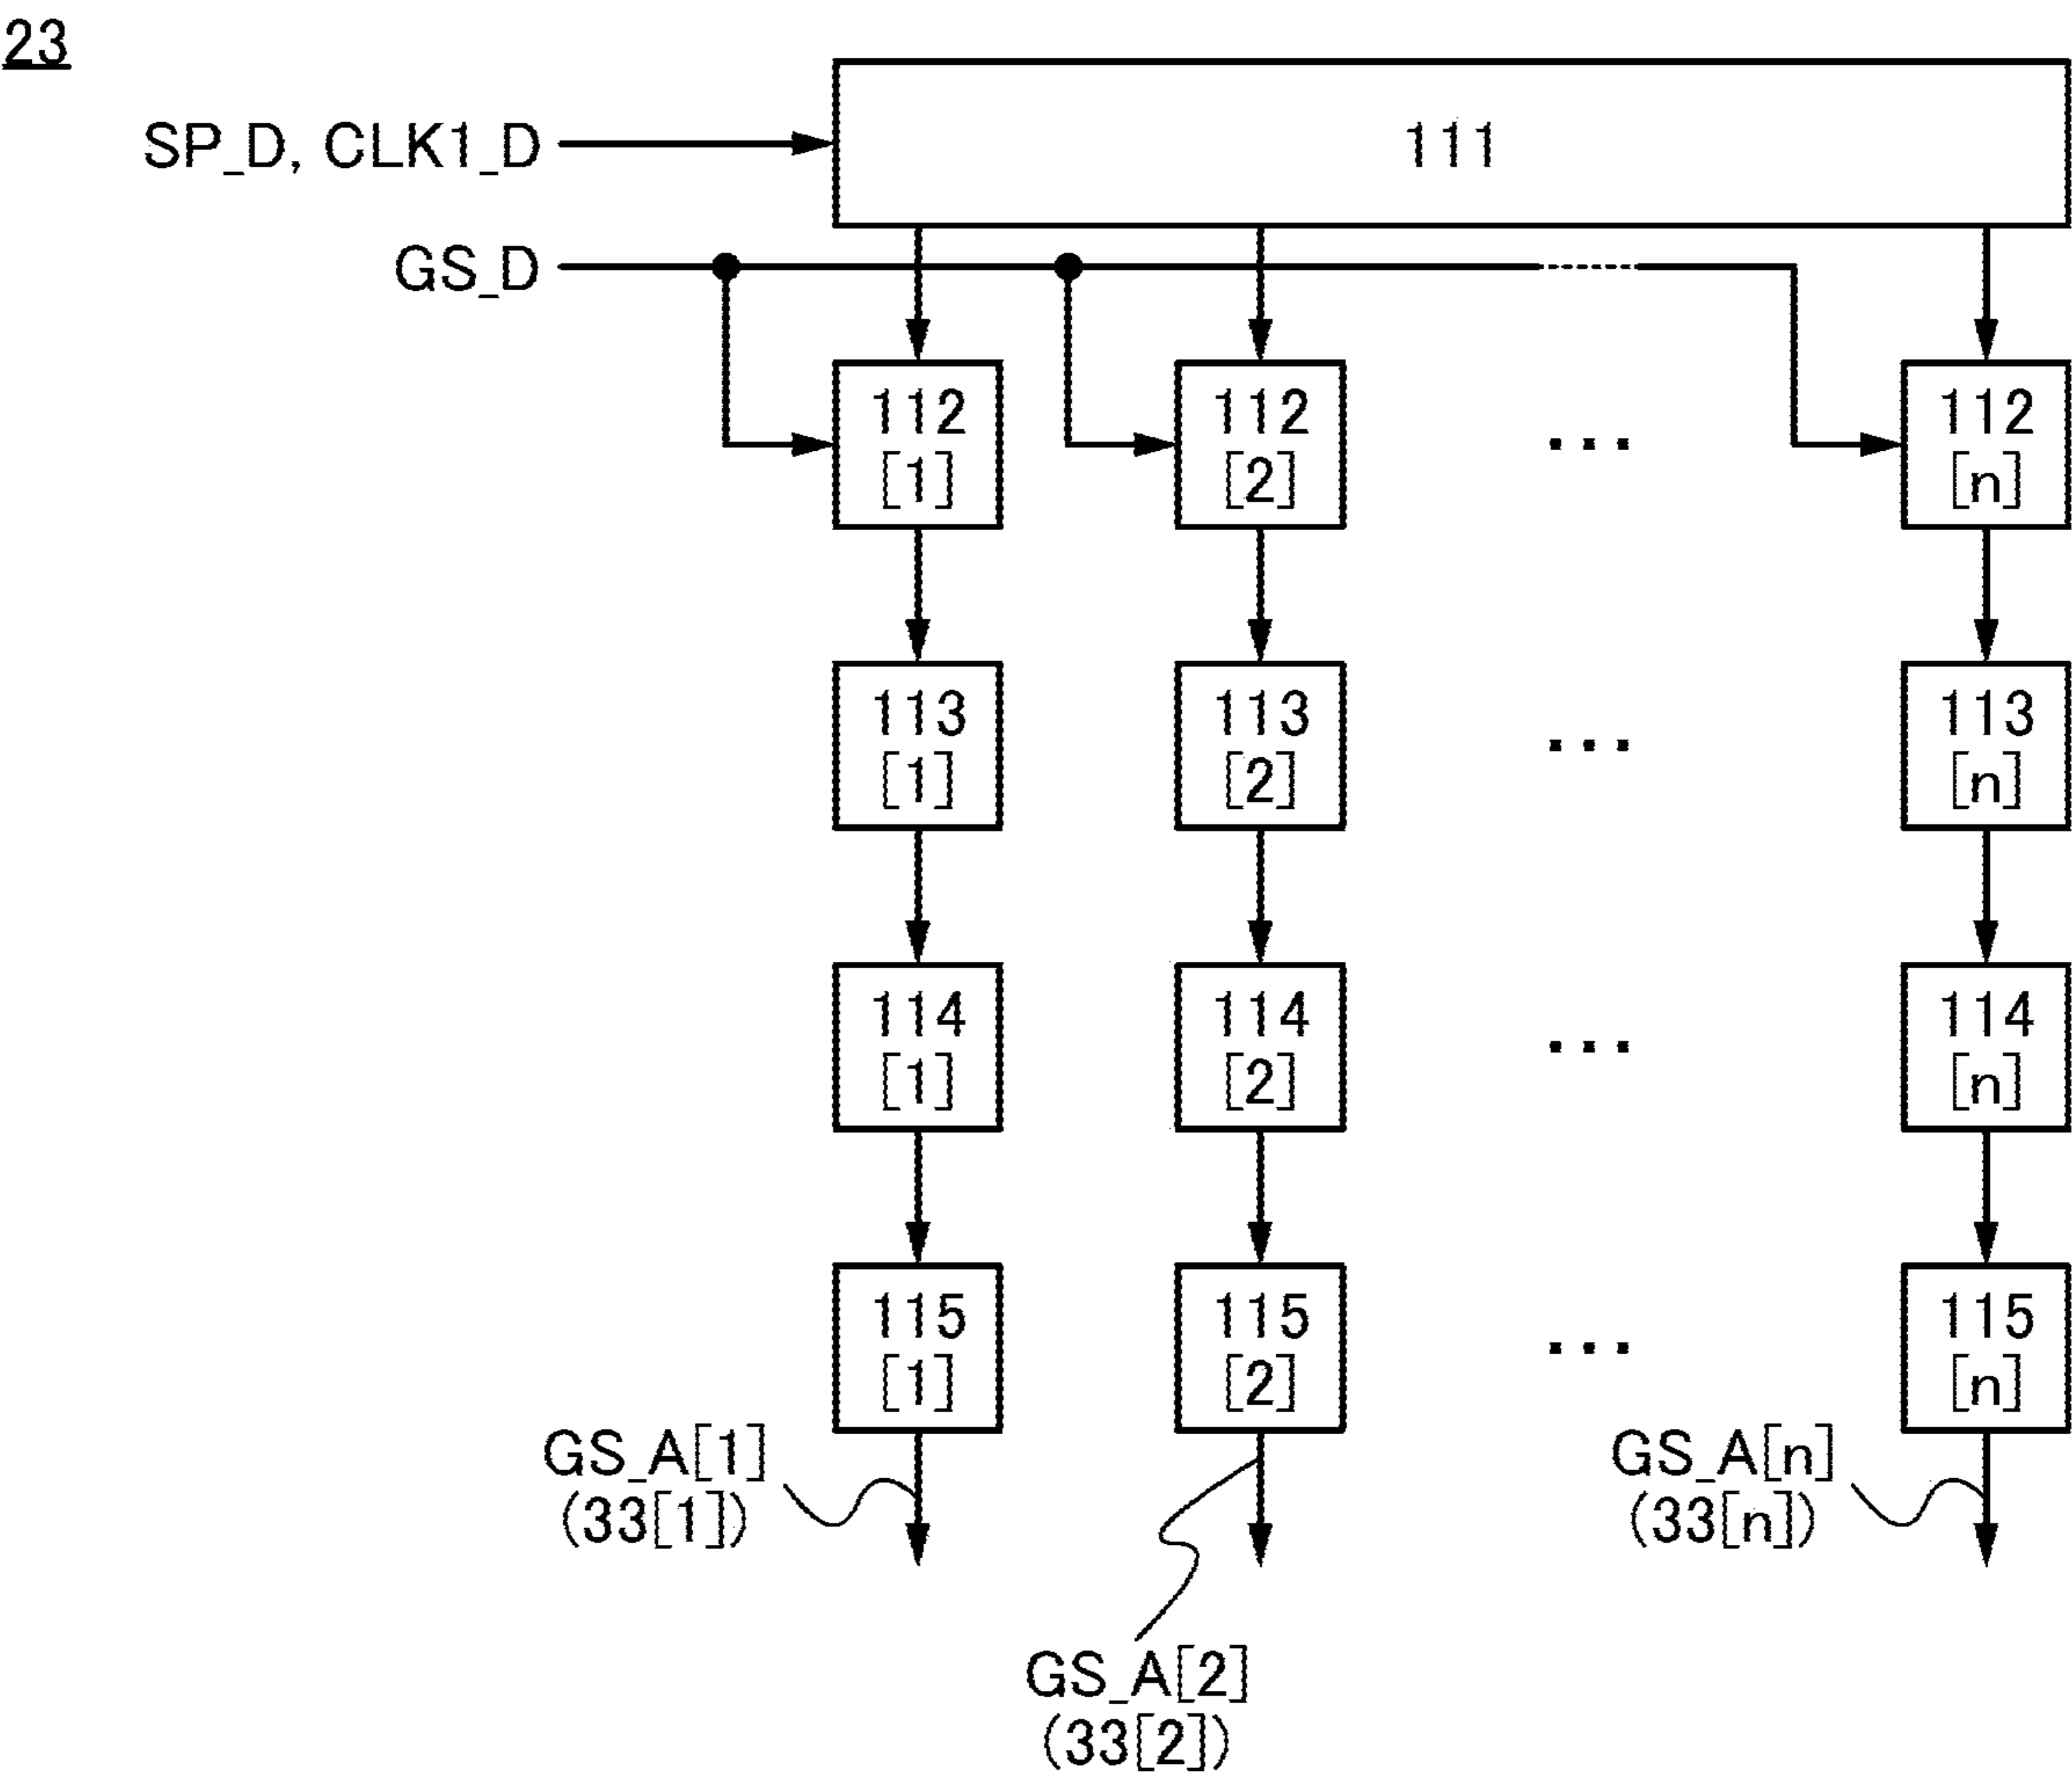 23
SP_D, CLK1_D
111
GS_D
112
[1]
112
[2]
...
112
[n]
113
[1]
113
[2]
...
113
[n]
114
[1]
114
[2]
...
114
[n]
115
[1]
115
[2]
...
115
[n]
GS_A[1]
(33[1])
GS_A[2]
(33[2])
GS_A[n]
(33[n])